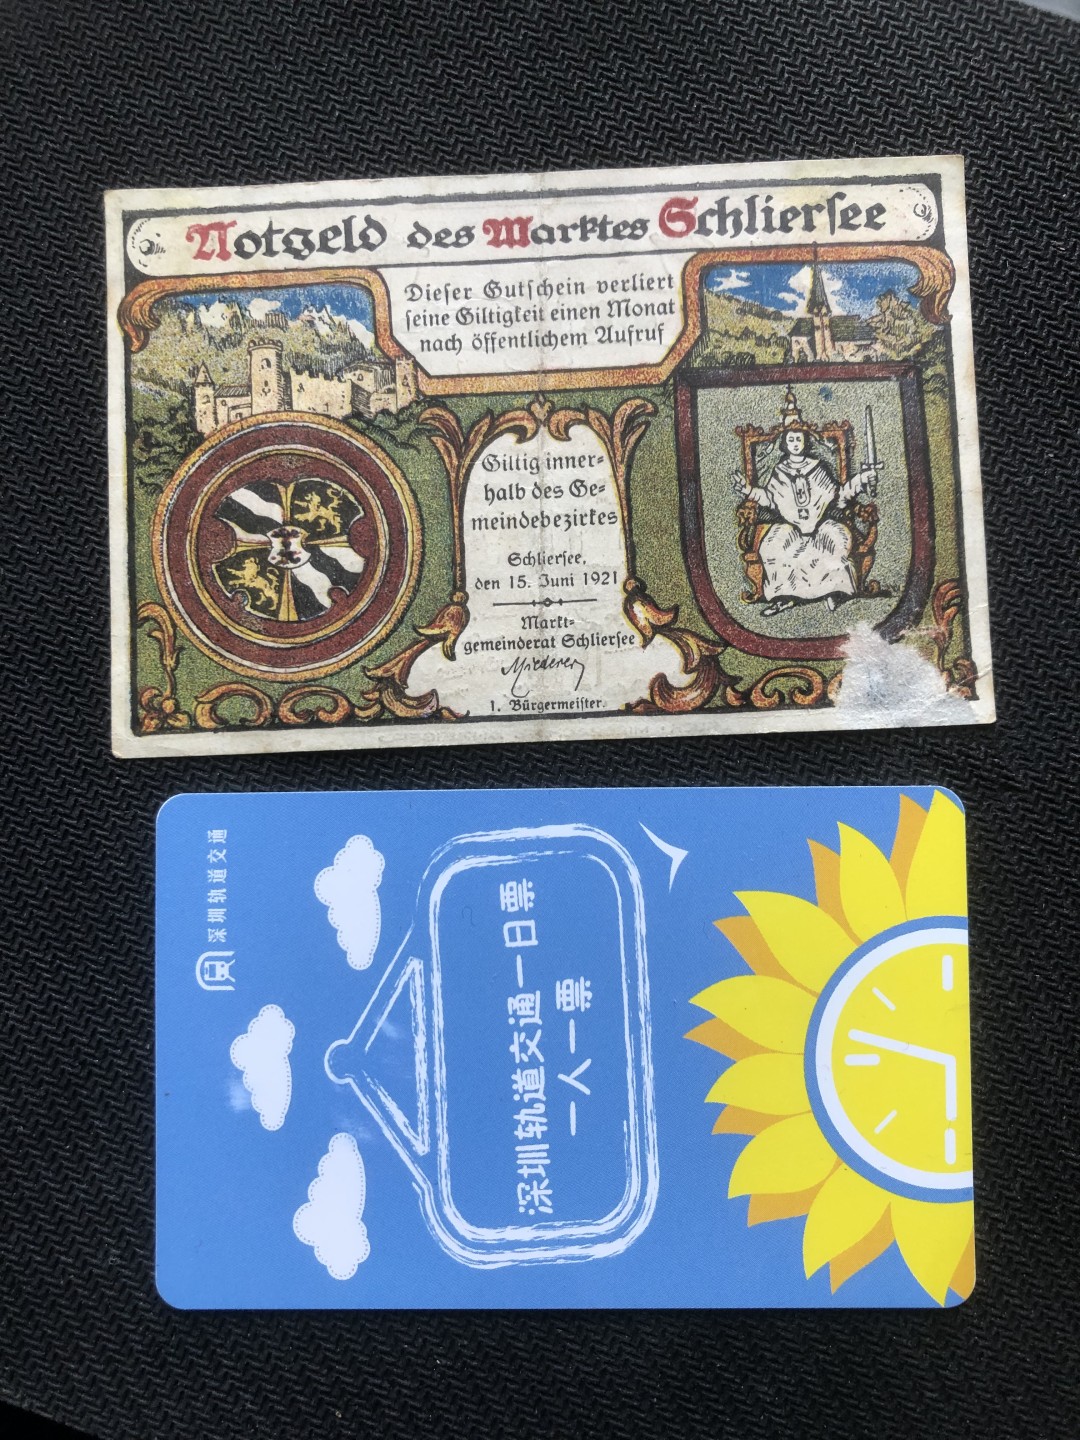 Notgeld des Marktes Schliersee
Dieser Gutschein verliert
seine Giltigkeit einen Monat
nach öffentlichem Aufruf
Giltig inner=
halb des Ge=
meindebezirkes
Schliersee,
den 15. Juni 1921
Markt=
gemeinderat Schliersee
Miederer
1. Bürgermeister.
深圳轨道交通
深圳轨道交通一日票
一人一票